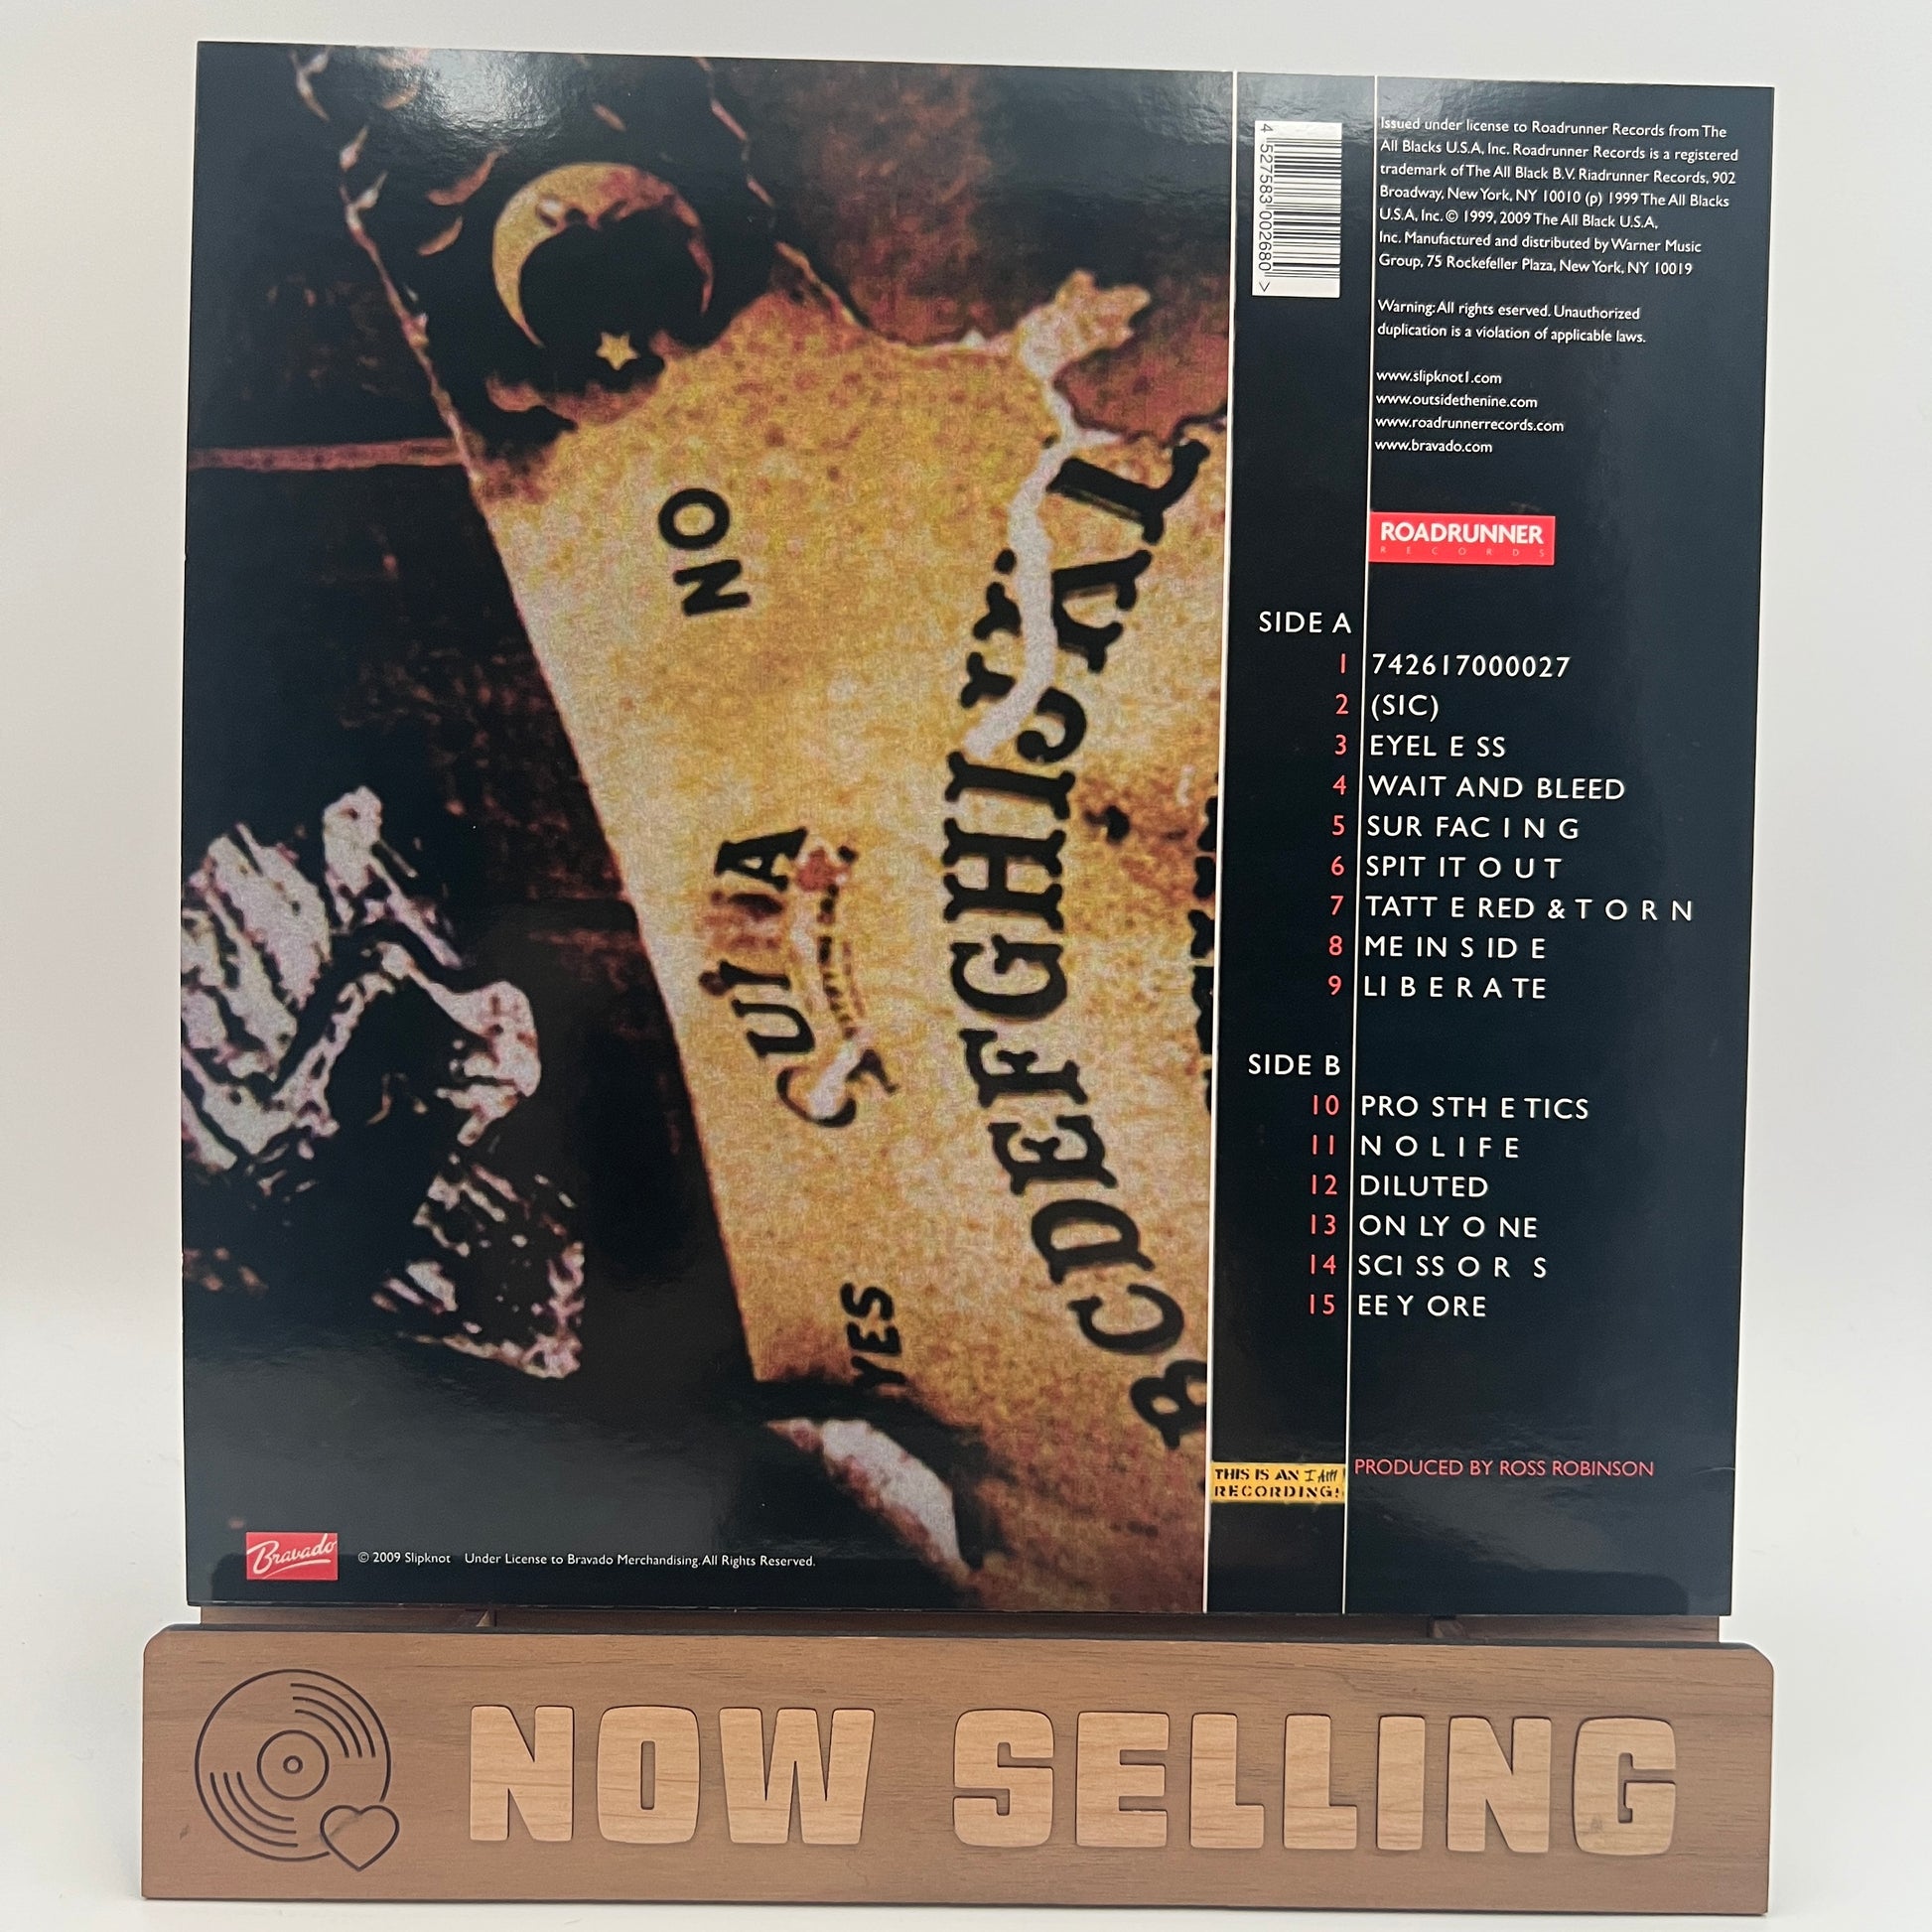 NO
SUIJA
YES
BCDEFGHIJKL
4 527583 002680 >
Issued under license to Roadrunner Records from The
All Blacks U.S.A, Inc. Roadrunner Records is a registered
trademark of The All Black B.V. Riadrunner Records, 902
Broadway, New York, NY 10010 (p) 1999 The All Blacks
U.S.A, Inc. © 1999, 2009 The All Black U.S.A,
Inc. Manufactured and distributed by Warner Music
Group, 75 Rockefeller Plaza, New York, NY 10019
Warning: All rights eserved. Unauthorized
duplication is a violation of applicable laws.
www.slipknot1.com
www.outsidethenine.com
www.roadrunnerrecords.com
www.bravado.com
ROADRUNNER
RECORDS
SIDE A
1 742617000027
2 (SIC)
3 EYEL E SS
4 WAIT AND BLEED
5 SUR FAC I N G
6 SPIT IT O U T
7 TATT E RED & T O R N
8 ME IN S ID E
9 LI B E R A TE
SIDE B
10 PRO STH E TICS
11 N O L I F E
12 DILUTED
13 ON LY O NE
14 SCI SS O R S
15 EE Y ORE
THIS IS AN I AM
RECORDING!
PRODUCED BY ROSS ROBINSON
Bravado
© 2009 Slipknot Under License to Bravado Merchandising. All Rights Reserved.
NOW SELLING